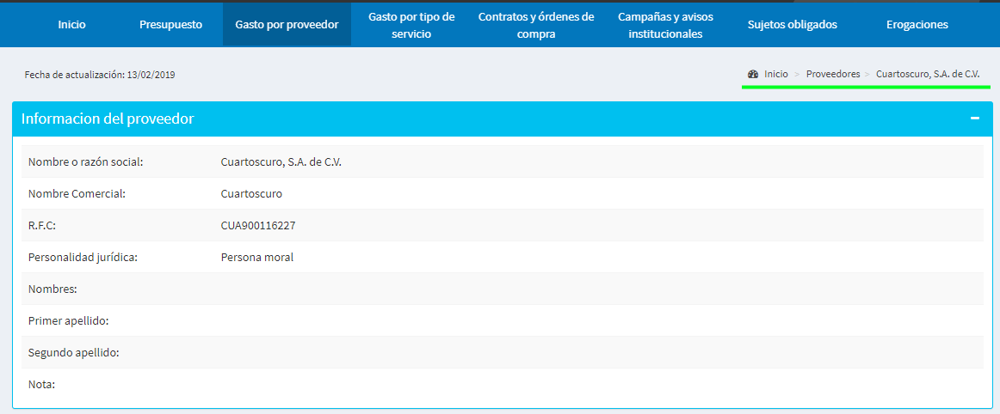 Inicio
Presupuesto
Gasto por proveedor
Gasto por tipo de
servicio
Contratos y órdenes de
compra
Campañas y avisos
institucionales
Sujetos obligados
Erogaciones
Fecha de actualización: 13/02/2019
Inicio > Proveedores > Cuartoscuro, S.A. de C.V.
Informacion del proveedor
Nombre o razón social: Cuartoscuro, S.A. de C.V.
Nombre Comercial: Cuartoscuro
R.F.C: CUA900116227
Personalidad jurídica: Persona moral
Nombres:
Primer apellido:
Segundo apellido:
Nota: